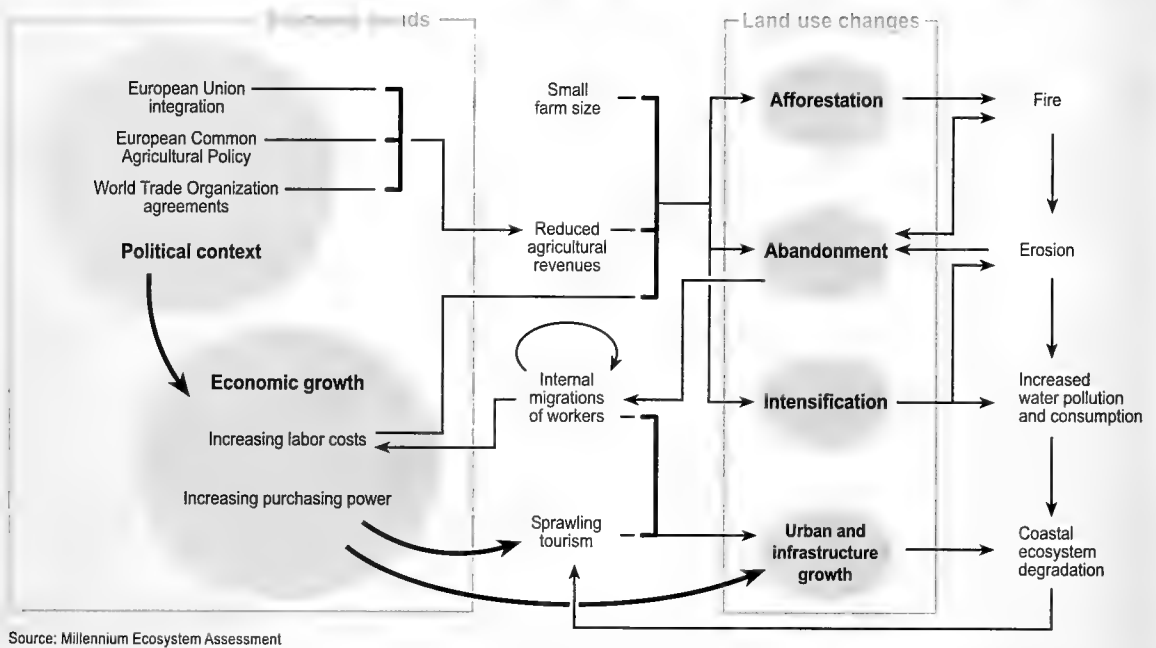 Land use changes
European Union
integration
European Common
Agricultural Policy
World Trade Organization
agreements
Political context
Small
farm size
Reduced
agricultural
revenues
Afforestation
Fire
Abandonment
Erosion
Economic growth
Increasing labor costs
Increasing purchasing power
Internal
migrations
of workers
Intensification
Increased
water pollution
and consumption
Sprawling
tourism
Urban and
infrastructure
growth
Coastal
ecosystem
degradation
Source: Millennium Ecosystem Assessment